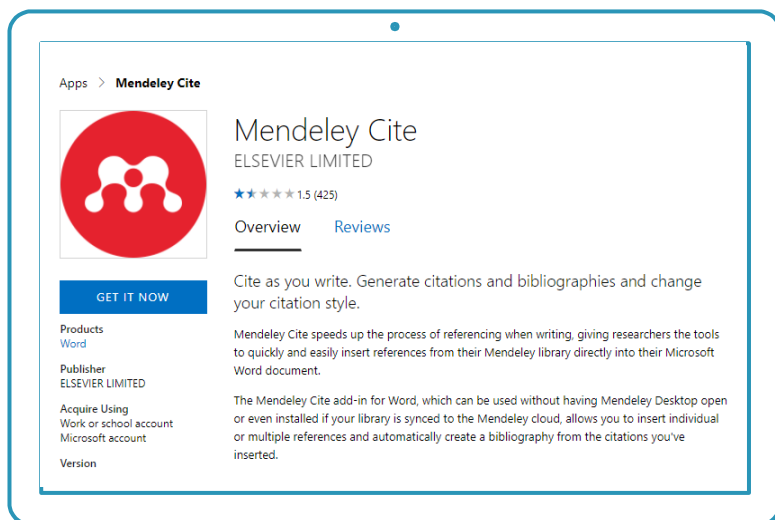 Apps > Mendeley Cite
Mendeley Cite
ELSEVIER LIMITED
1.5 (425)
Overview Reviews
GET IT NOW
Products
Word
Publisher
ELSEVIER LIMITED
Acquire Using
Work or school account
Microsoft account
Version
Cite as you write. Generate citations and bibliographies and change
your citation style.
Mendeley Cite speeds up the process of referencing when writing, giving researchers the tools
to quickly and easily insert references from their Mendeley library directly into their Microsoft
Word document.
The Mendeley Cite add-in for Word, which can be used without having Mendeley Desktop open
or even installed if your library is synced to the Mendeley cloud, allows you to insert individual
or multiple references and automatically create a bibliography from the citations you've
inserted.